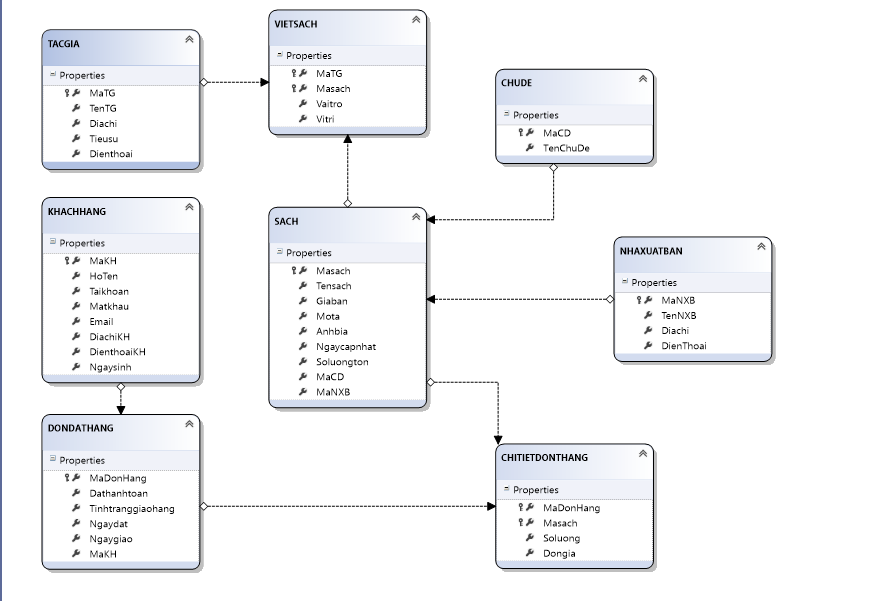 TACGIA
Properties
MaTG
TenTG
Diachi
Tieusu
Dienthoai
VIETSACH
Properties
MaTG
Masach
Vaitro
Vitri
CHUDE
Properties
MaCD
TenChuDe
KHACHHANG
Properties
MaKH
HoTen
Taikhoan
Matkhau
Email
DiachiKH
DienthoaiKH
Ngaysinh
SACH
Properties
Masach
Tensach
Giaban
Mota
Anhbia
Ngaycapnhat
Soluongton
MaCD
MaNXB
NHAXUATBAN
Properties
MaNXB
TenNXB
Diachi
DienThoai
DONDATHANG
Properties
MaDonHang
Dathanhtoan
Tinhtranggiaohang
Ngaydat
Ngaygiao
MaKH
CHITIETDONTHANG
Properties
MaDonHang
Masach
Soluong
Dongia